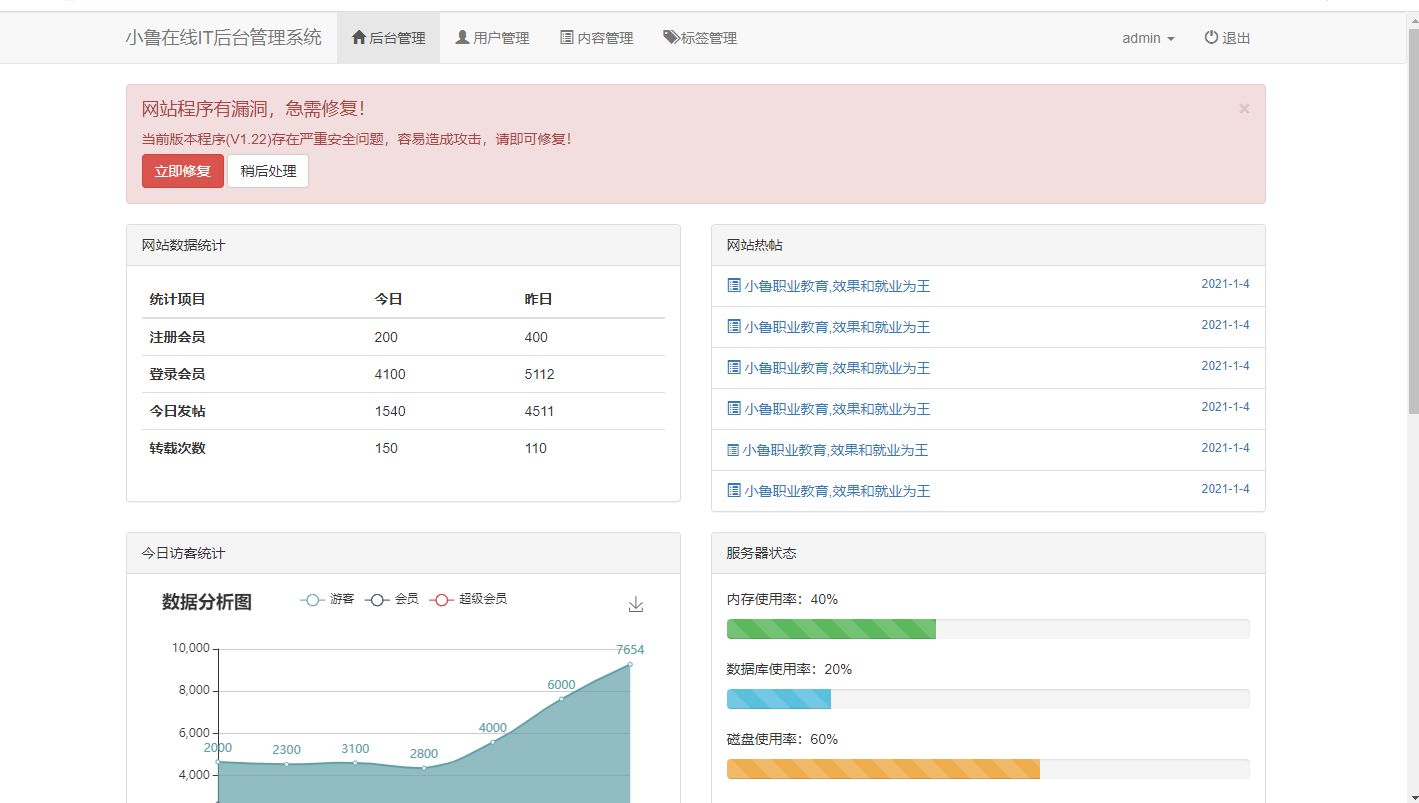 小鲁在线IT后台管理系统 后台管理 用户管理 内容管理 标签管理 admin 退出
网站程序有漏洞，急需修复！ ×
当前版本程序(V1.22)存在严重安全问题，容易造成攻击，请即可修复！
立即修复 稍后处理
网站数据统计
统计项目 今日 昨日
注册会员 200 400
登录会员 4100 5112
今日发帖 1540 4511
转载次数 150 110
网站热帖
小鲁职业教育,效果和就业为王 2021-1-4
小鲁职业教育,效果和就业为王 2021-1-4
小鲁职业教育,效果和就业为王 2021-1-4
小鲁职业教育,效果和就业为王 2021-1-4
小鲁职业教育,效果和就业为王 2021-1-4
小鲁职业教育,效果和就业为王 2021-1-4
今日访客统计
数据分析图 游客 会员 超级会员
10,000
8,000
6,000
4,000
2000 2300 3100 2800 4000 6000 7654
服务器状态
内存使用率：40%
数据库使用率：20%
磁盘使用率：60%